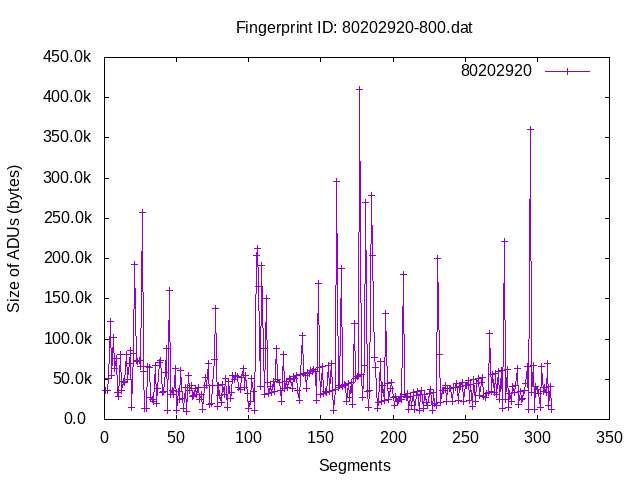 Fingerprint ID: 80202920-800.dat
80202920
Size of ADUs (bytes)
450.0k
400.0k
350.0k
300.0k
250.0k
200.0k
150.0k
100.0k
50.0k
0.0
0 50 100 150 200 250 300 350
Segments